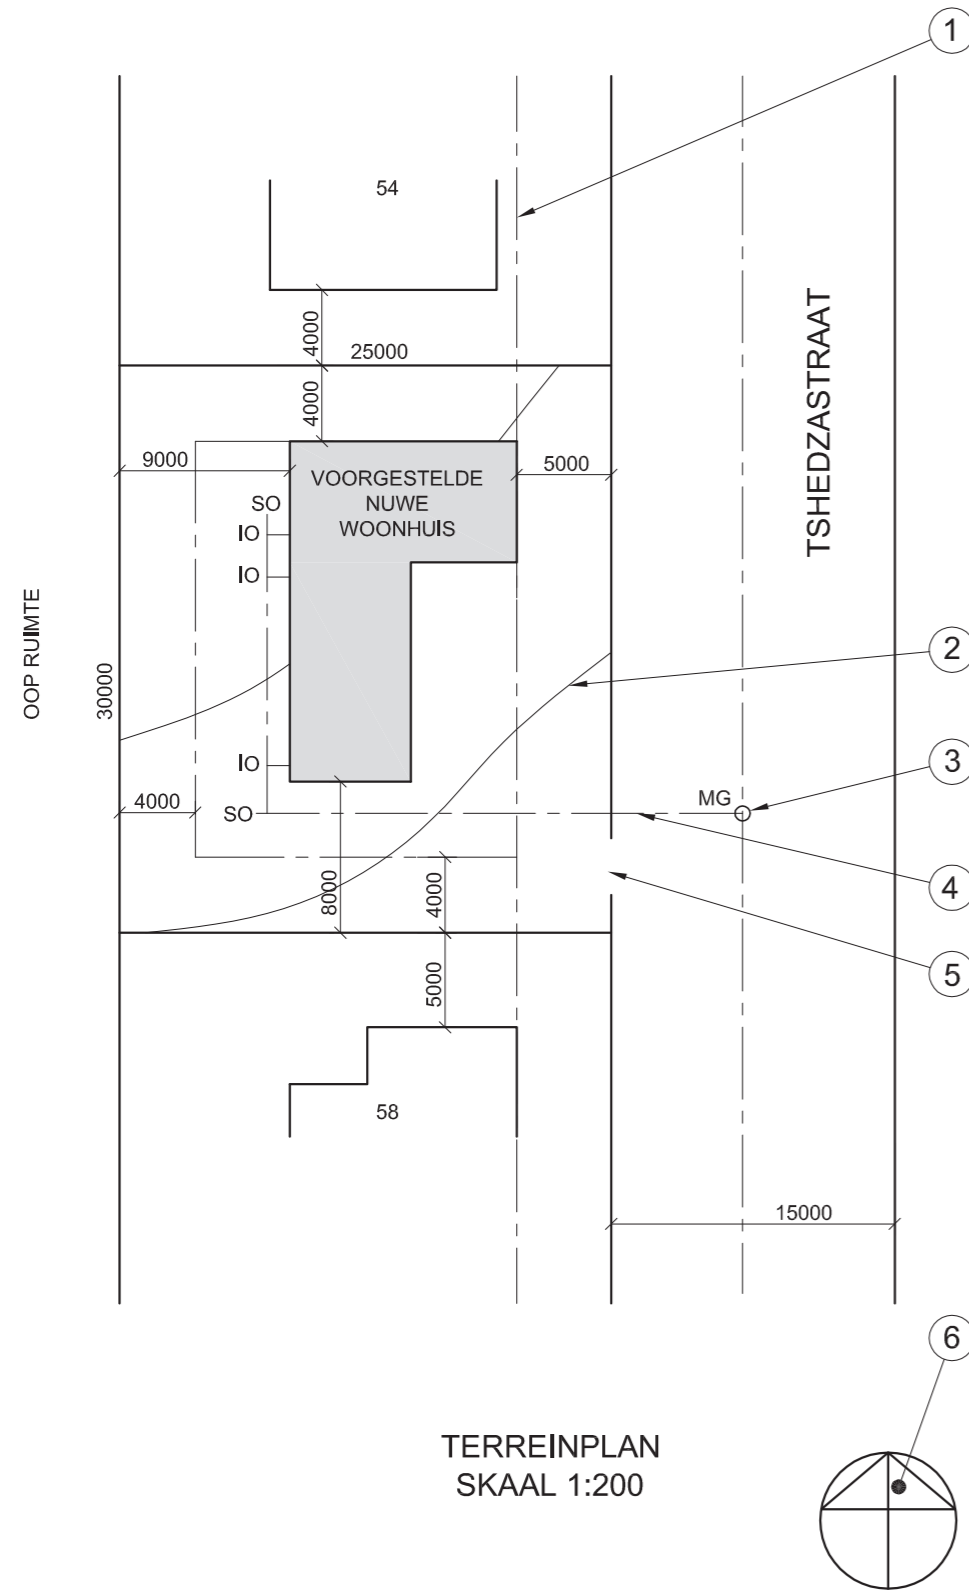 1
54
4000
25000
4000
TSHEDZASTRAAT
9000
5000
VOORGESTELDE
NUWE
WOONHUIS
SO
IO
IO
OOP RUIMTE
30000
2
IO
3
4000
SO
MG
4
8000
4000
5
5000
58
15000
6
TERREINPLAN
SKAAL 1:200